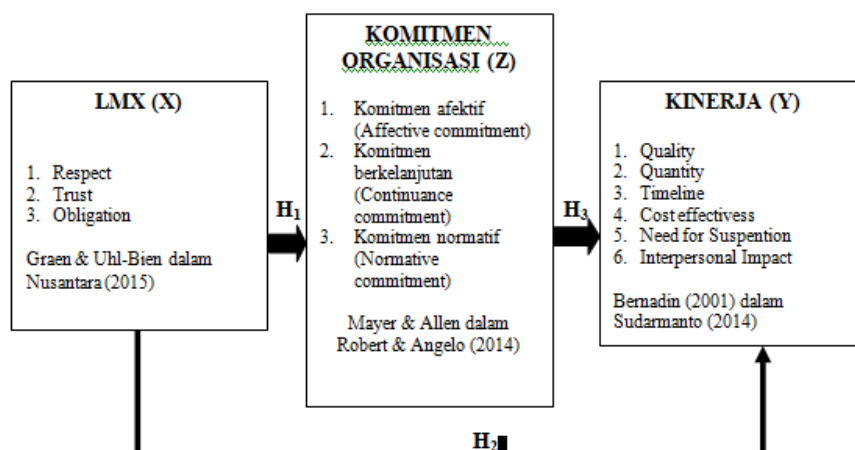 KOMITMEN
ORGANISASI (Z)
1. Komitmen afektif
(Affective commitment)
2. Komitmen
berkelanjutan
(Continuance
commitment)
3. Komitmen normatif
(Normative
commitment)
Mayer & Allen dalam
Robert & Angelo (2014)
LMX (X)
1. Respect
2. Trust
3. Obligation
Graen & Uhl-Bien dalam
Nusantara (2015)
H1
H3
KINERJA (Y)
1. Quality
2. Quantity
3. Timeline
4. Cost effectivess
5. Need for Suspention
6. Interpersonal Impact
Bernadin (2001) dalam
Sudarmanto (2014)
H2